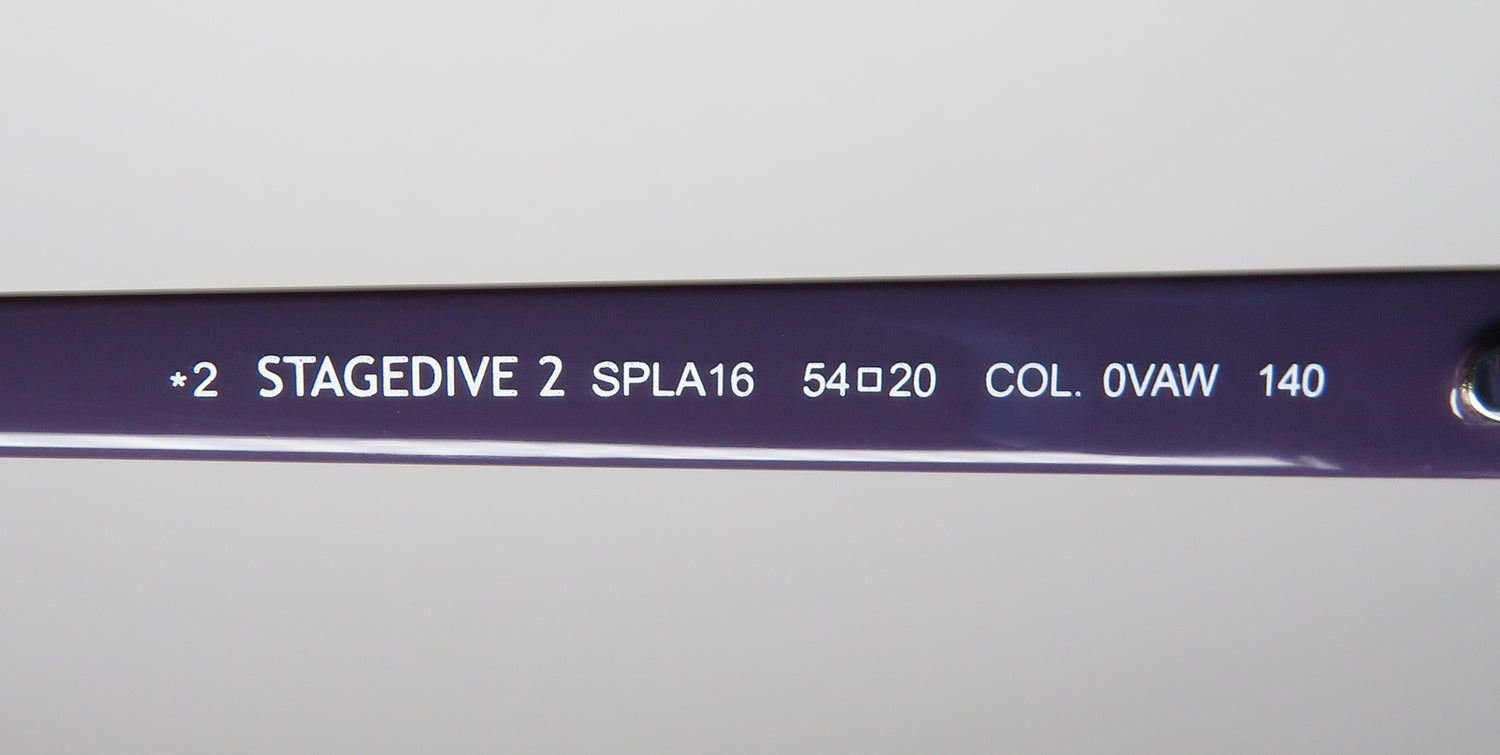 *2 STAGEDIVE 2 SPLA16 54□20 COL. 0VAW 140